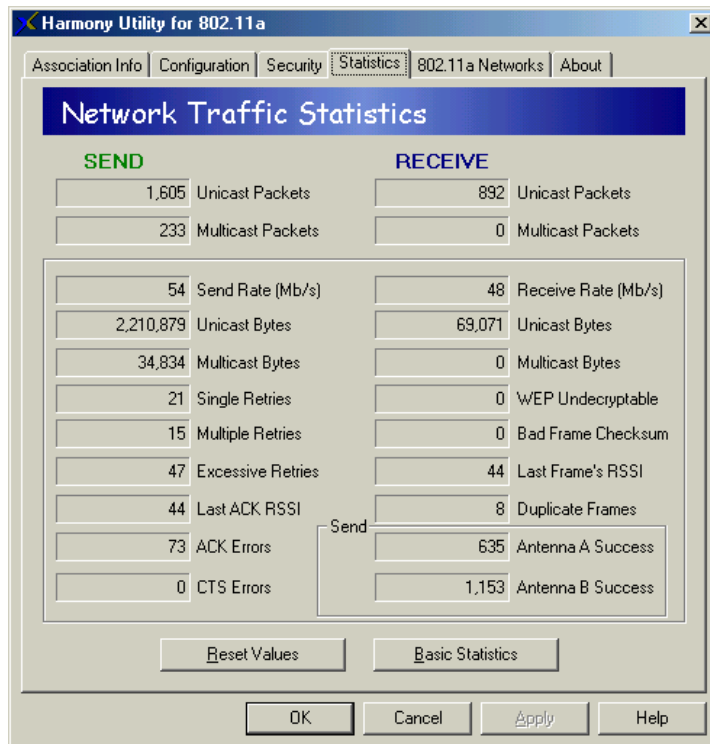 Harmony Utility for 802.11a
Association Info Configuration Security Statistics 802.11a Networks About
Network Traffic Statistics
SEND RECEIVE
1,605 Unicast Packets 892 Unicast Packets
233 Multicast Packets 0 Multicast Packets
54 Send Rate (Mb/s) 48 Receive Rate (Mb/s)
2,210,879 Unicast Bytes 69,071 Unicast Bytes
34,834 Multicast Bytes 0 Multicast Bytes
21 Single Retries 0 WEP Undecryptable
15 Multiple Retries 0 Bad Frame Checksum
47 Excessive Retries 44 Last Frame's RSSI
44 Last ACK RSSI 8 Duplicate Frames
Send
73 ACK Errors 635 Antenna A Success
0 CTS Errors 1,153 Antenna B Success
Reset Values Basic Statistics
OK Cancel Apply Help